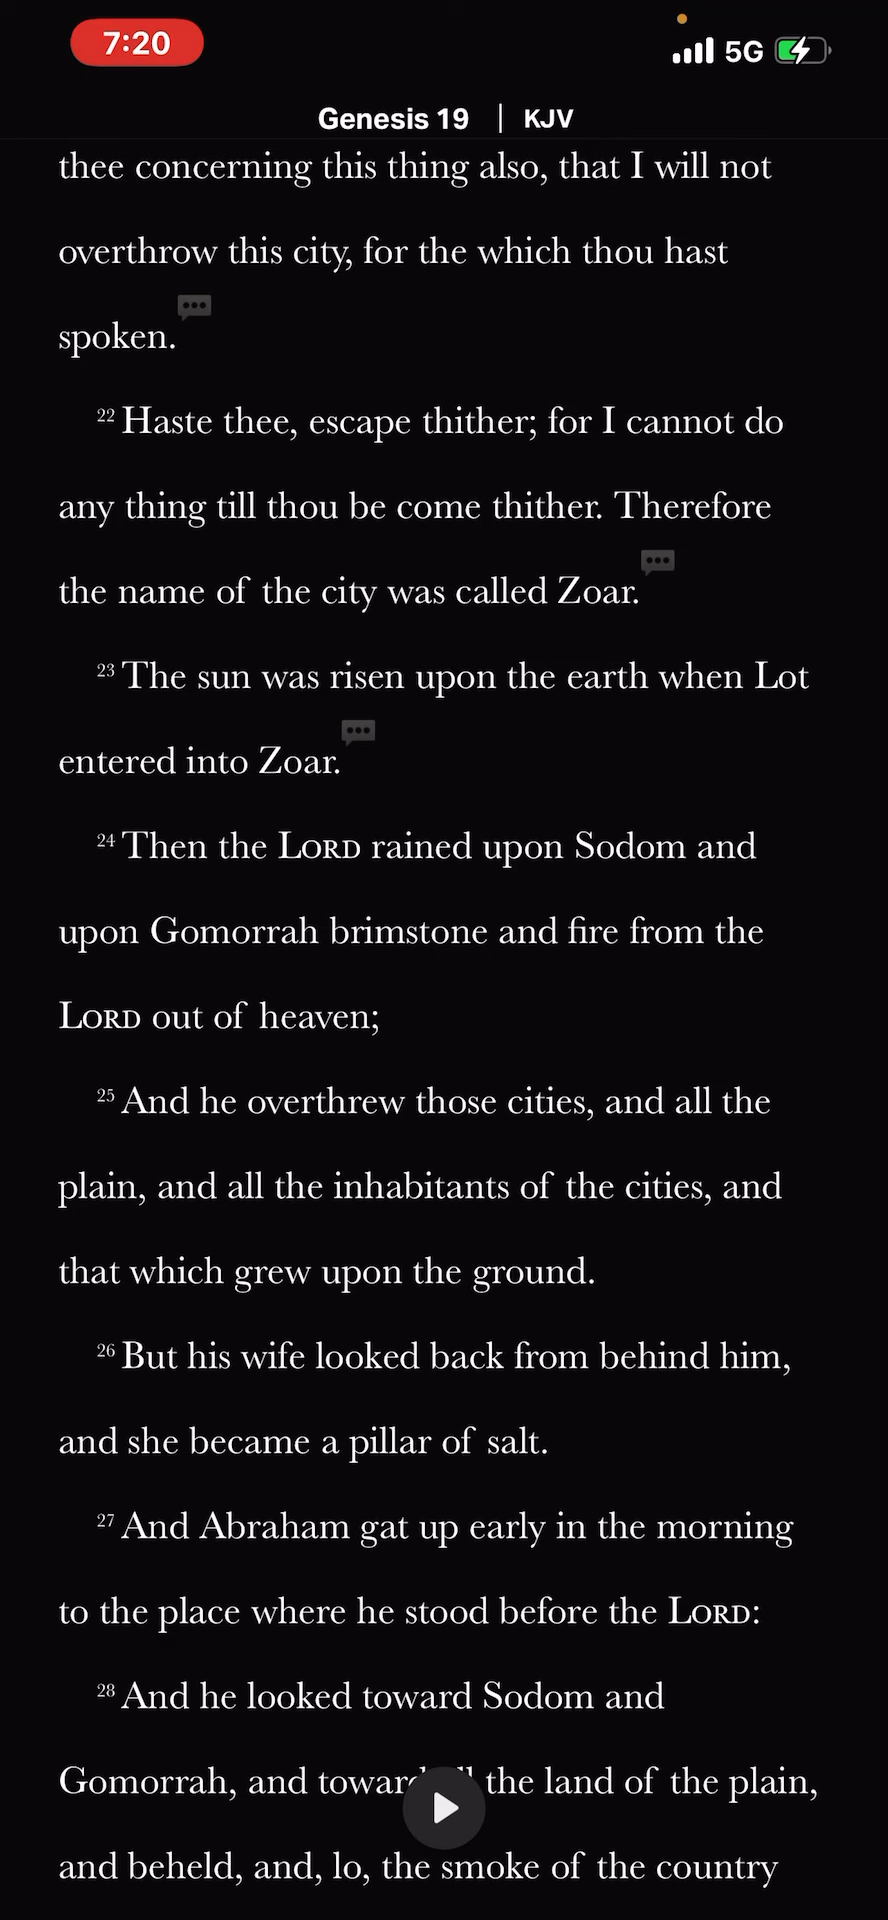 7:20
5G
Genesis 19 | KJV
thee concerning this thing also, that I will not
overthrow this city, for the which thou hast
spoken.
22 Haste thee, escape thither; for I cannot do
any thing till thou be come thither. Therefore
the name of the city was called Zoar.
23 The sun was risen upon the earth when Lot
entered into Zoar.
24 Then the LORD rained upon Sodom and
upon Gomorrah brimstone and fire from the
LORD out of heaven;
25 And he overthrew those cities, and all the
plain, and all the inhabitants of the cities, and
that which grew upon the ground.
26 But his wife looked back from behind him,
and she became a pillar of salt.
27 And Abraham gat up early in the morning
to the place where he stood before the LORD:
28 And he looked toward Sodom and
Gomorrah, and toward the land of the plain,
and beheld, and, lo, the smoke of the country